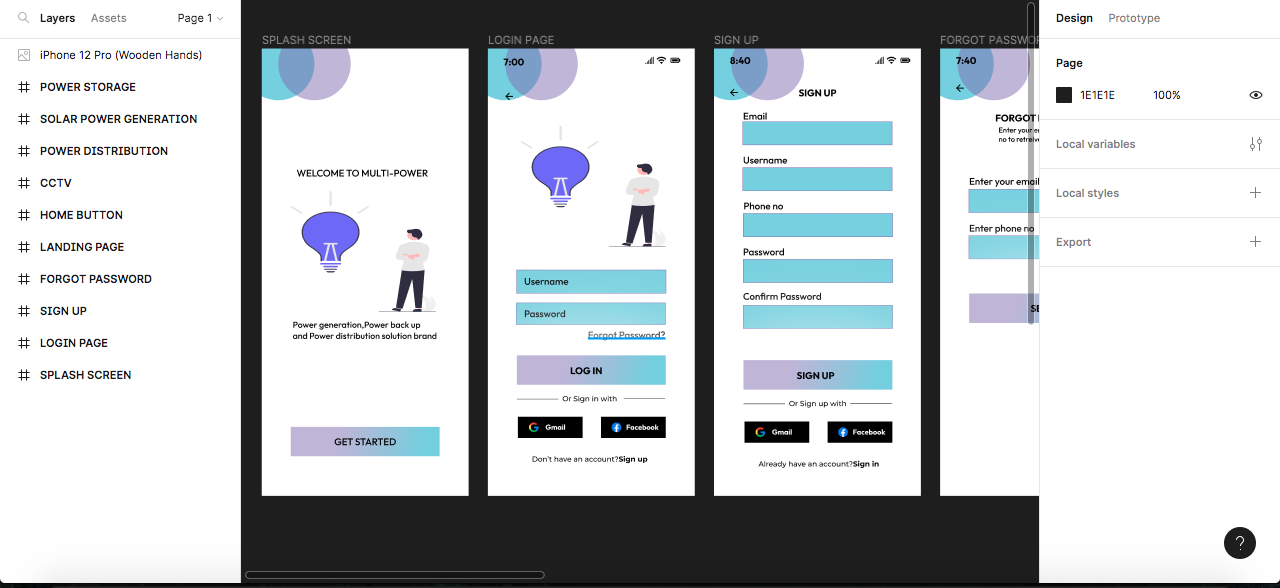 Layers Assets Page 1
iPhone 12 Pro (Wooden Hands)
POWER STORAGE
SOLAR POWER GENERATION
POWER DISTRIBUTION
CCTV
HOME BUTTON
LANDING PAGE
FORGOT PASSWORD
SIGN UP
LOGIN PAGE
SPLASH SCREEN
SPLASH SCREEN
WELCOME TO MULTI-POWER
Power generation,Power back up
and Power distribution solution brand
GET STARTED
LOGIN PAGE
7:00
Username
Password
Forgot Password?
LOG IN
Or Sign in with
Gmail Facebook
Don't have an account?Sign up
SIGN UP
8:40
SIGN UP
Email
Username
Phone no
Password
Confirm Password
SIGN UP
Or Sign up with
Gmail Facebook
Already have an account?Sign in
FORGOT PASSWO
7:40
FORGOT
Enter your
no to
Enter your email
Enter phone no
Design Prototype
Page
1E1E1E 100%
Local variables
Local styles
Export
?